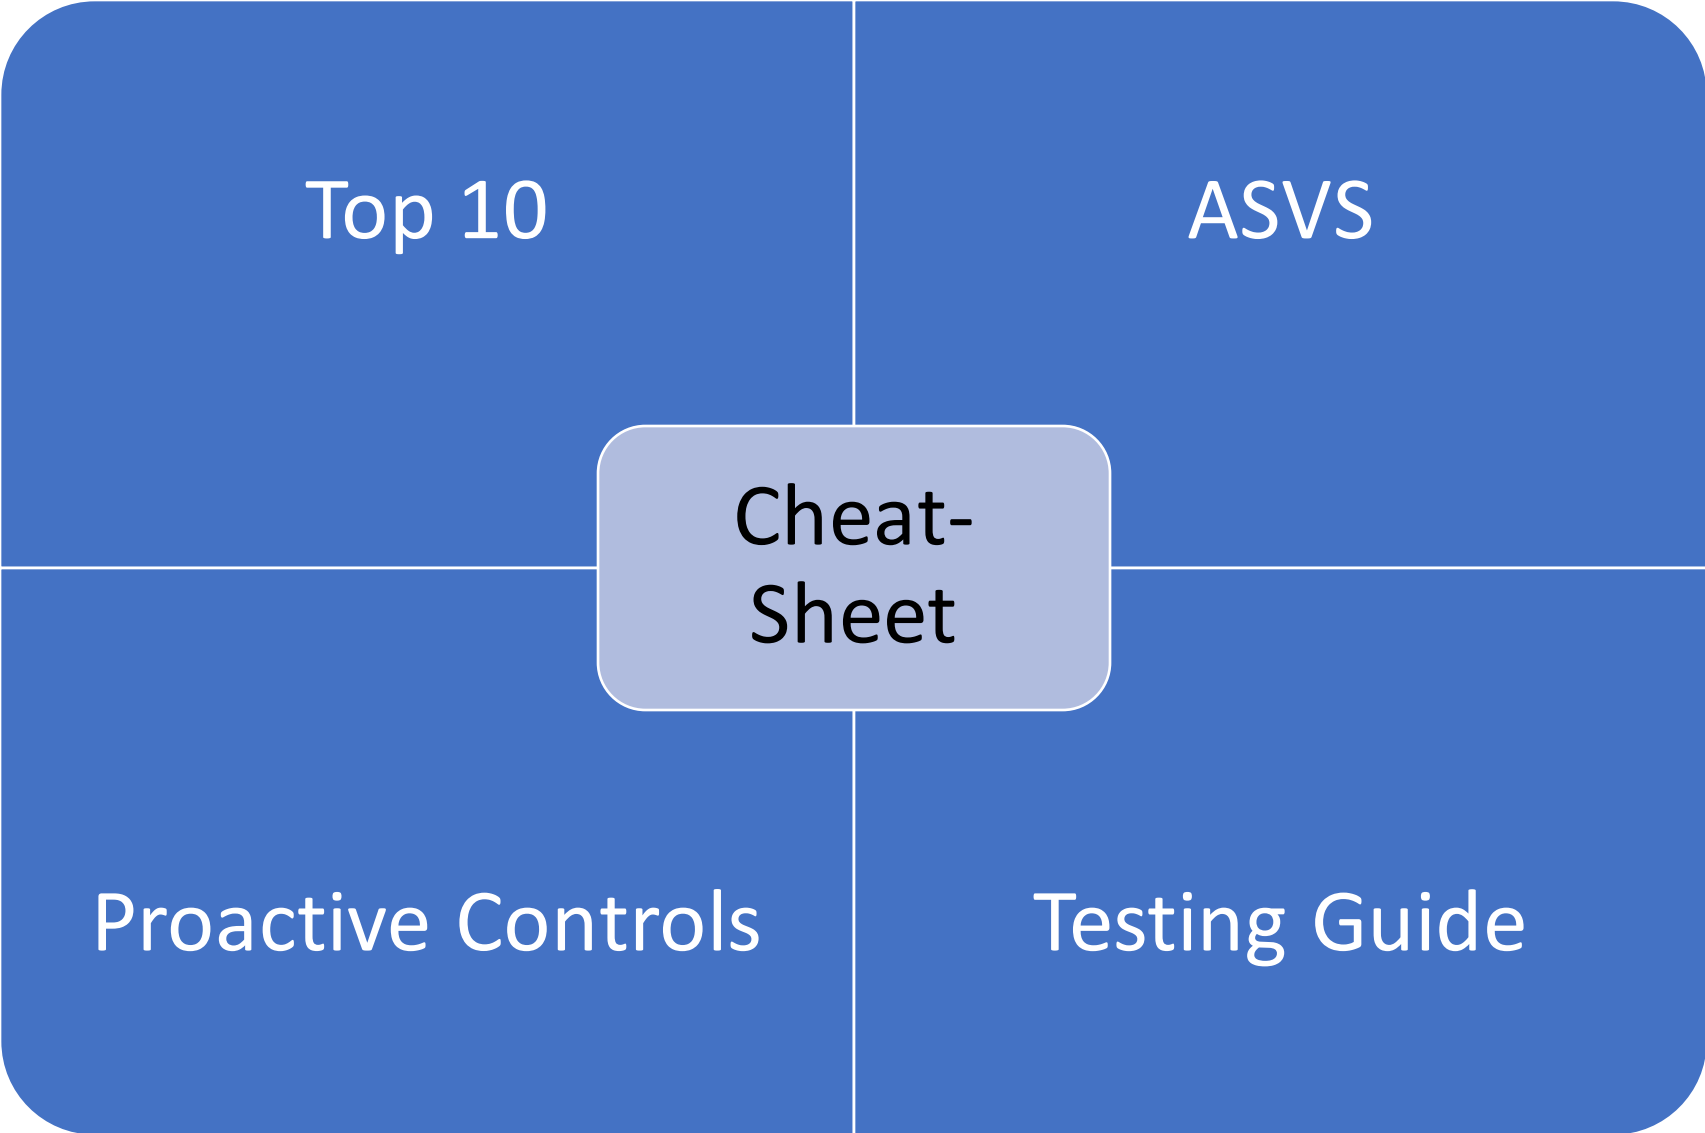 Top 10
ASVS
Cheat-
Sheet
Proactive Controls
Testing Guide